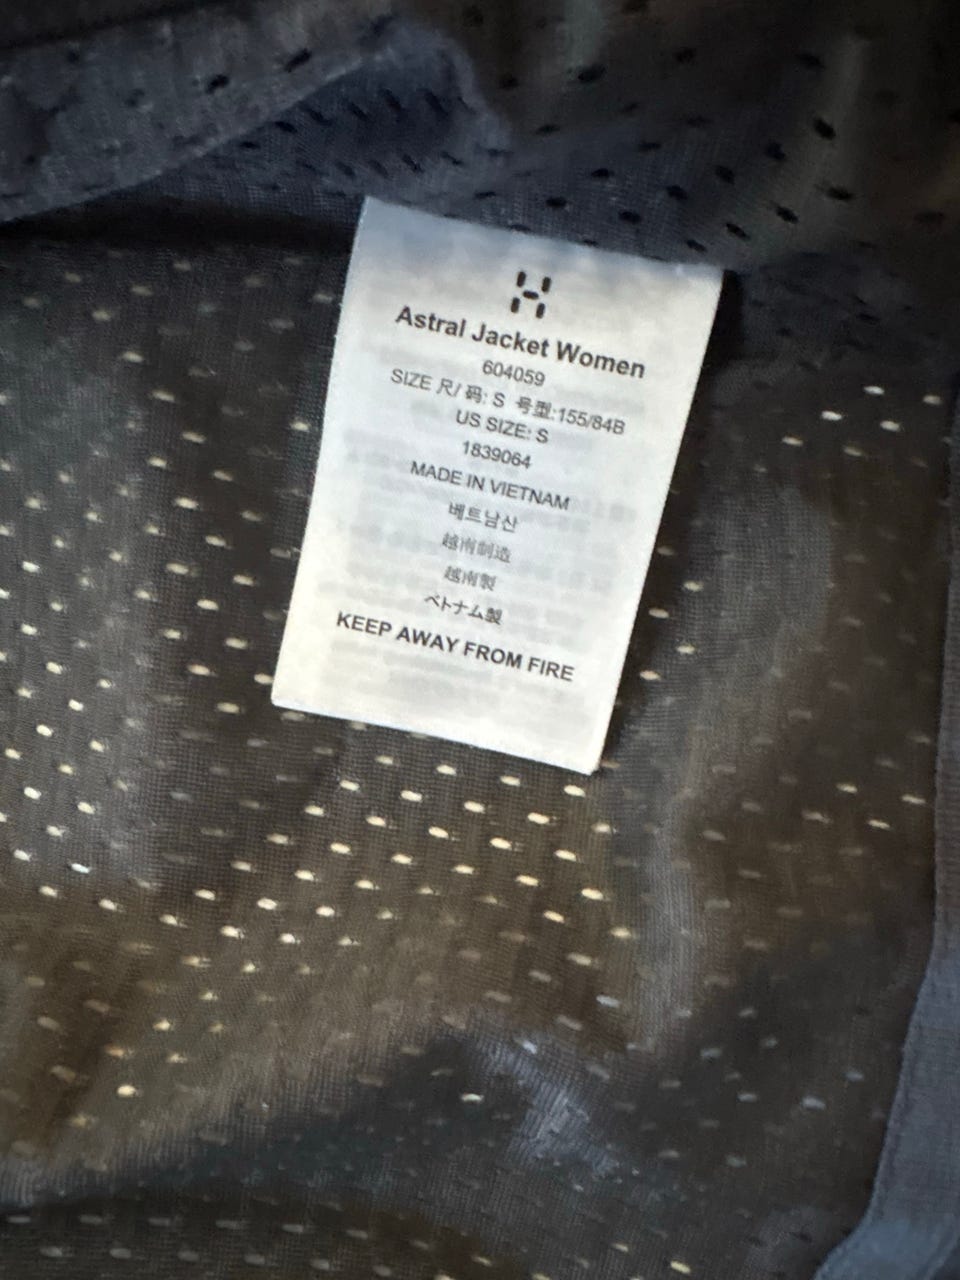 Astral Jacket Women
604059
SIZE 尺/ 码: S 号型:155/84B
US SIZE: S
1839064
MADE IN VIETNAM
베트남산
越南制造
越南製
ベトナム製
KEEP AWAY FROM FIRE